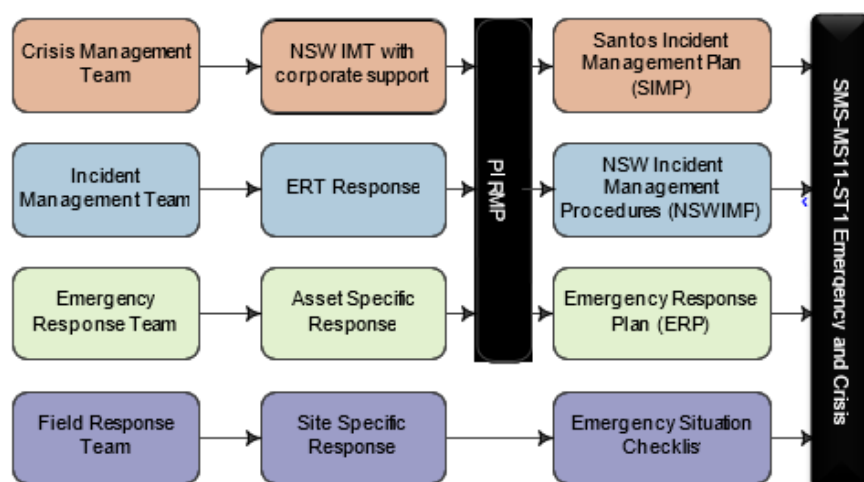 Crisis Management
Team
NSW IMT with
corporate support
Santos Incident
Management Plan
(SIMP)
Incident
Management Team
ERT Response
NSW Incident
Management
Procedures (NSWIMP)
Emergency
Response Team
Asset Specific
Response
Emergency Response
Plan (ERP)
Field Response
Team
Site Specific
Response
Emergency Situation
Checklist
PIRMP
SMS-MS11-ST1 Emergency and Crisis